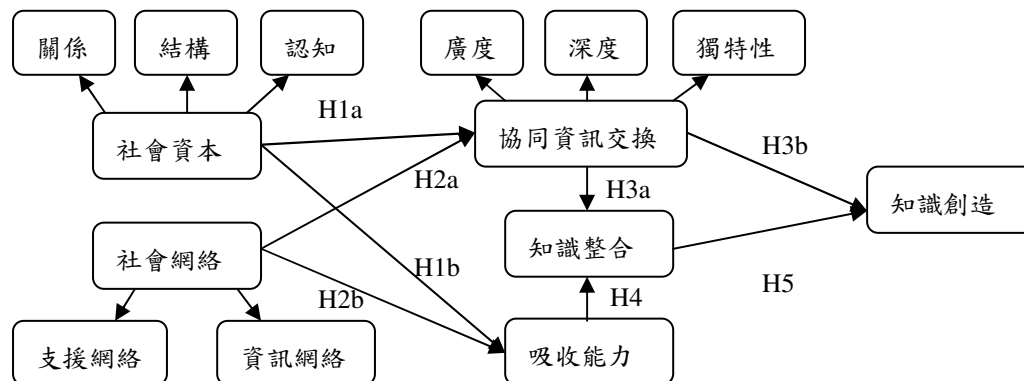 關係
結構
認知
廣度
深度
獨特性
H1a
社會資本
協同資訊交換
H3b
H2a
H3a
知識創造
知識整合
社會網絡
H1b
H2b
H4
H5
支援網絡
資訊網絡
吸收能力